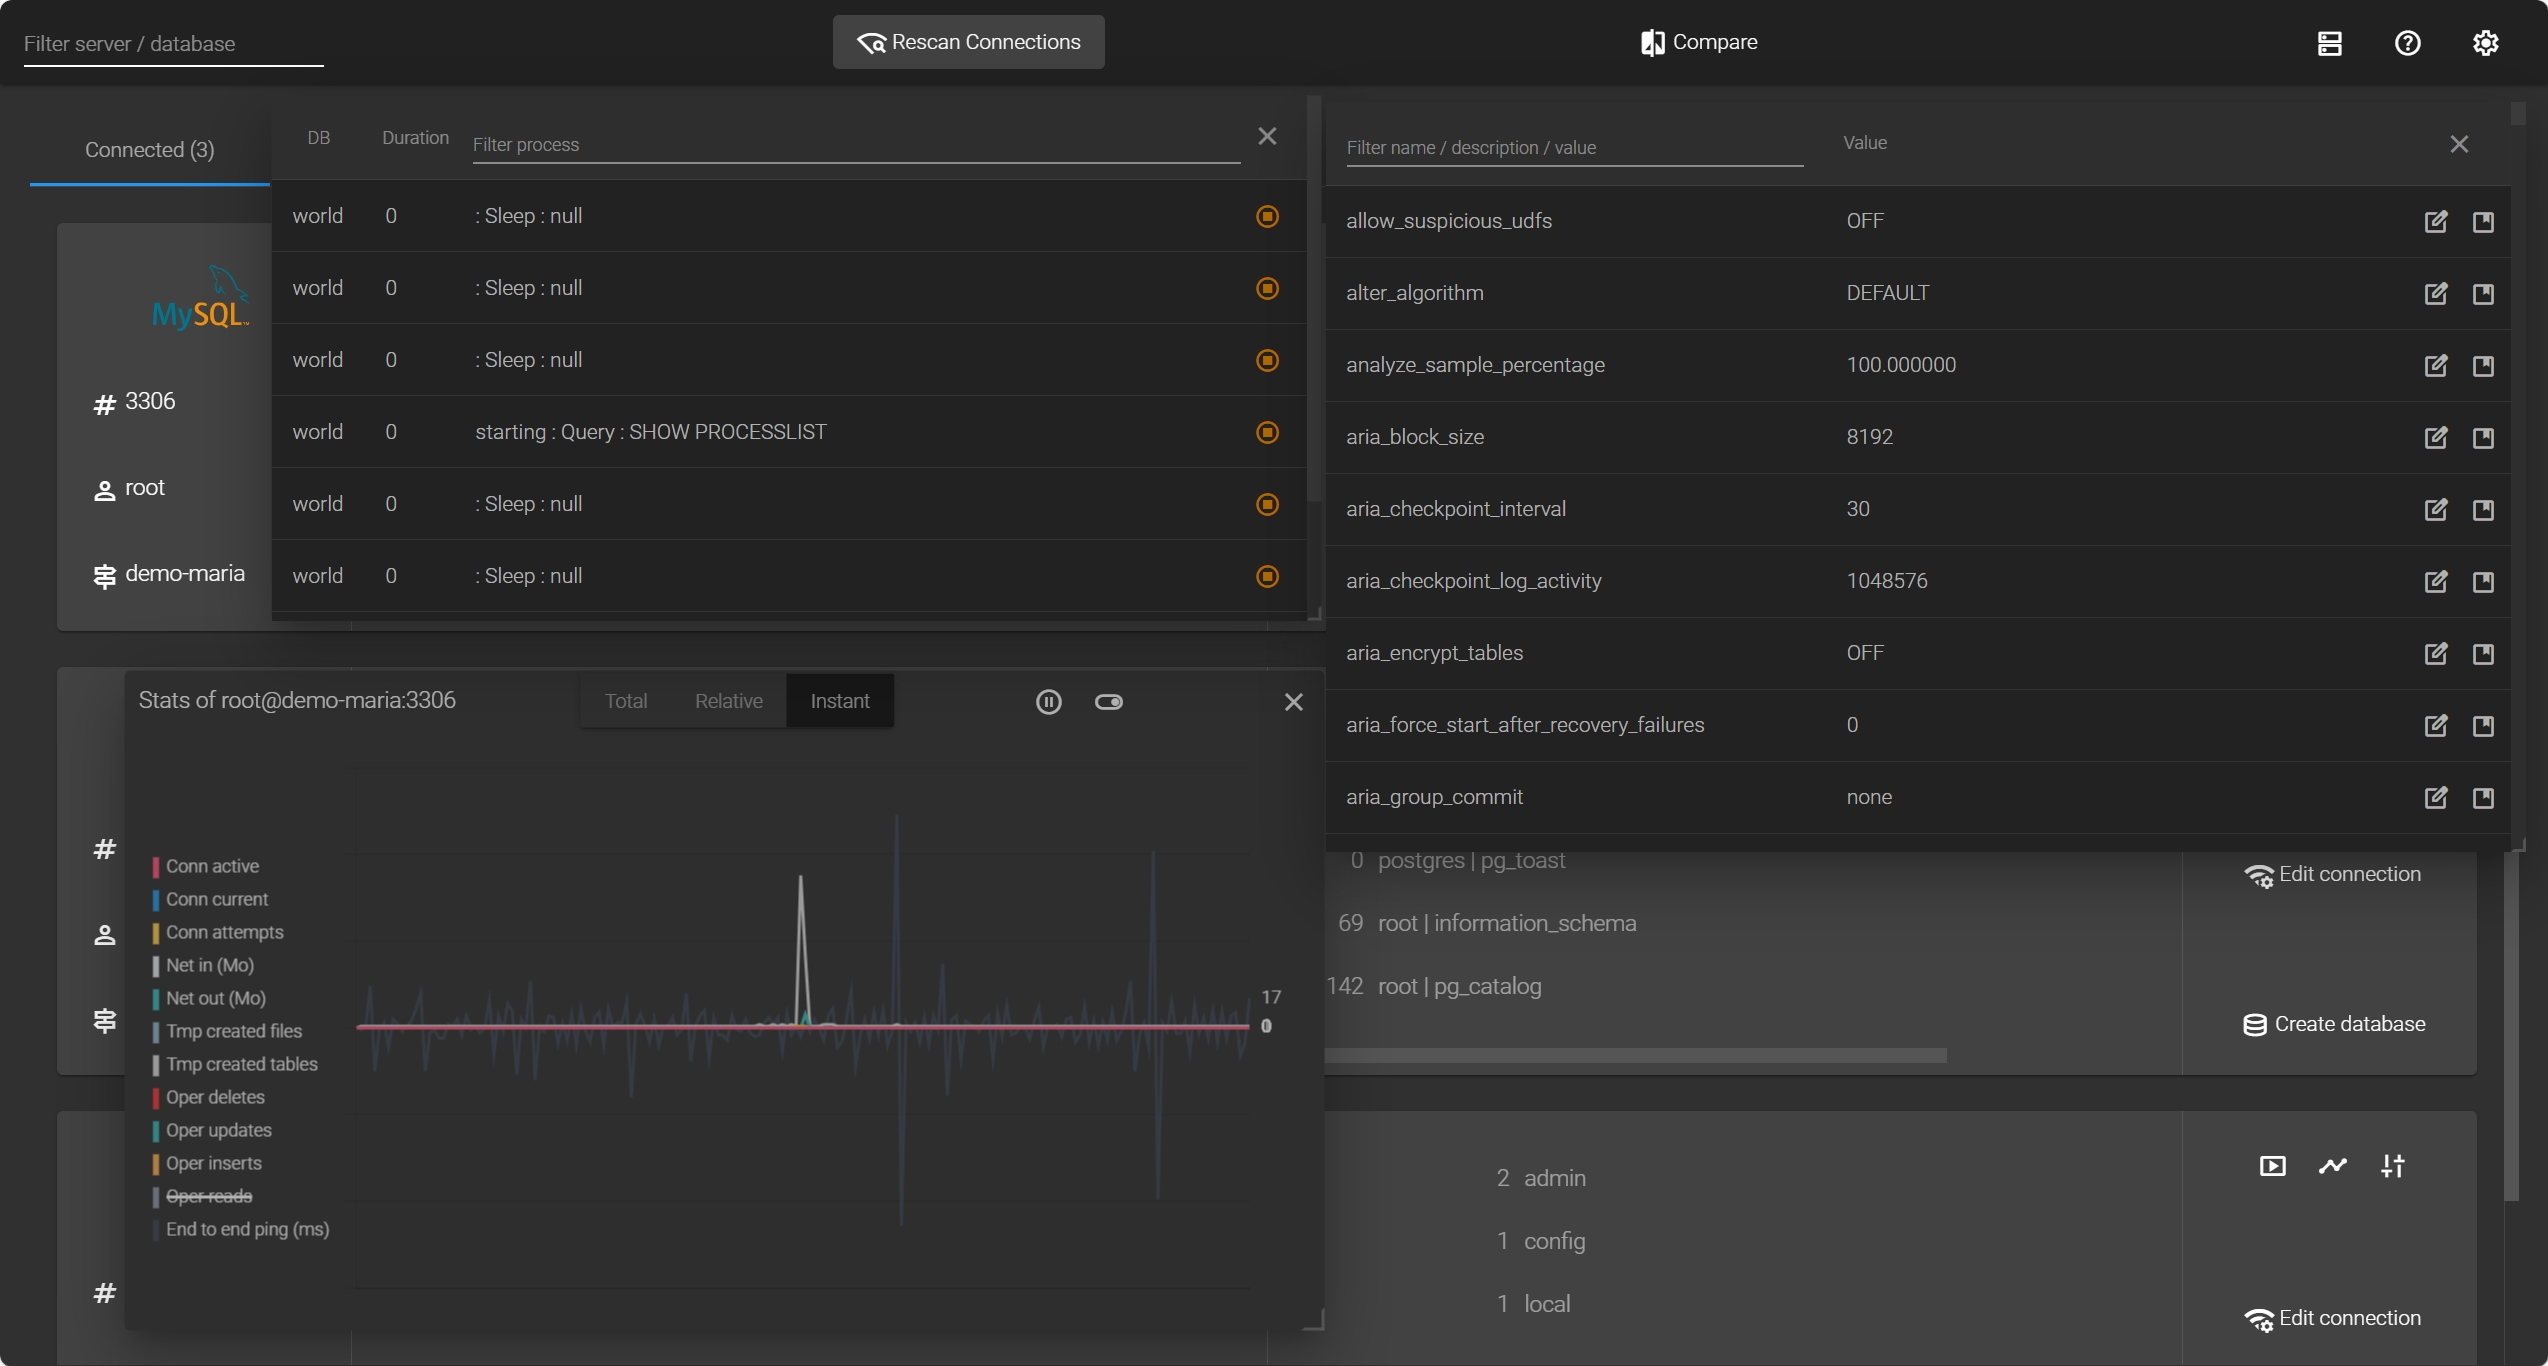 Filter server / database
Rescan Connections
Compare
Connected (3)
DB Duration Filter process
world 0 : Sleep : null
world 0 : Sleep : null
world 0 : Sleep : null
world 0 starting : Query : SHOW PROCESSLIST
world 0 : Sleep : null
world 0 : Sleep : null
Filter name / description / value Value
allow_suspicious_udfs OFF
alter_algorithm DEFAULT
analyze_sample_percentage 100.000000
aria_block_size 8192
aria_checkpoint_interval 30
aria_checkpoint_log_activity 1048576
aria_encrypt_tables OFF
aria_force_start_after_recovery_failures 0
aria_group_commit none
MySQL™
# 3306
root
demo-maria
Stats of root@demo-maria:3306
Total Relative Instant
Conn active
Conn current
Conn attempts
Net in (Mo)
Net out (Mo)
Tmp created files
Tmp created tables
Oper deletes
Oper updates
Oper inserts
Oper reads
End to end ping (ms)
17
0
#
#
0 postgres | pg_toast
69 root | information_schema
142 root | pg_catalog
Edit connection
Create database
2 admin
1 config
1 local
Edit connection